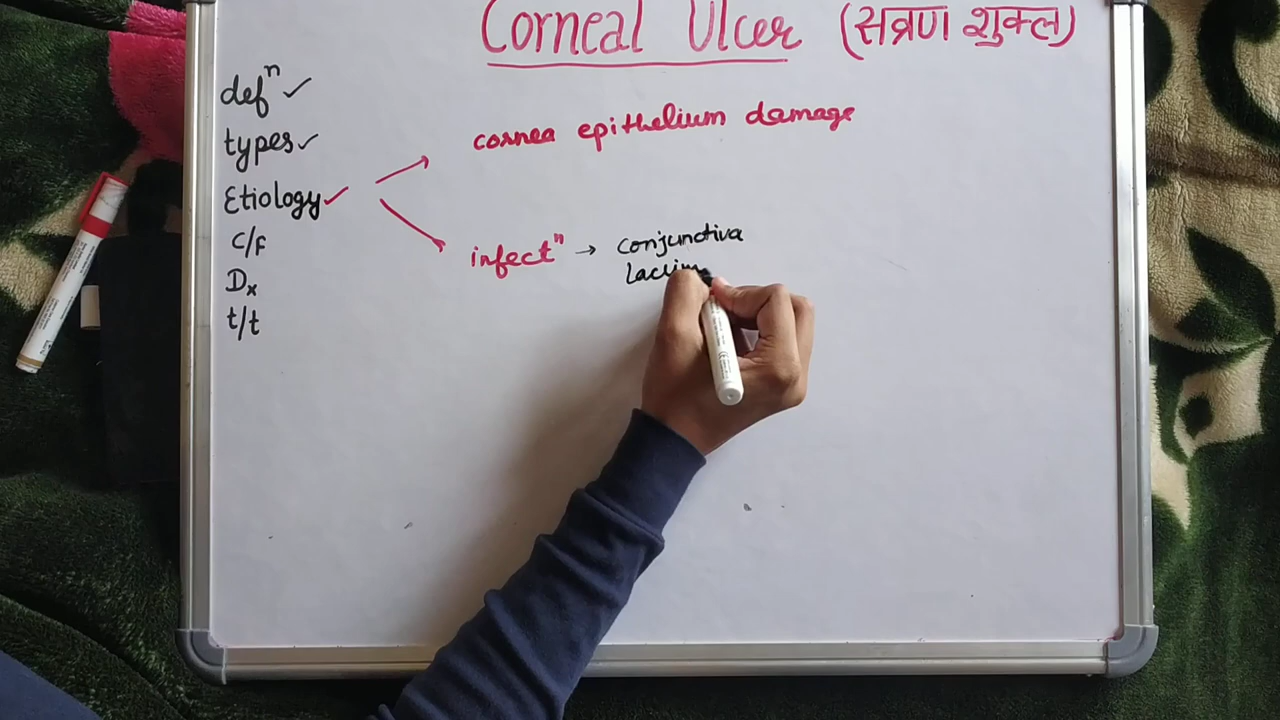 Corneal Ulcer (सव्रण शुक्ल)
defⁿ ✓
types ✓
Etiology ✓
C/F
Dx
t/t
cornea epithelium damage
infectⁿ → conjunctiva